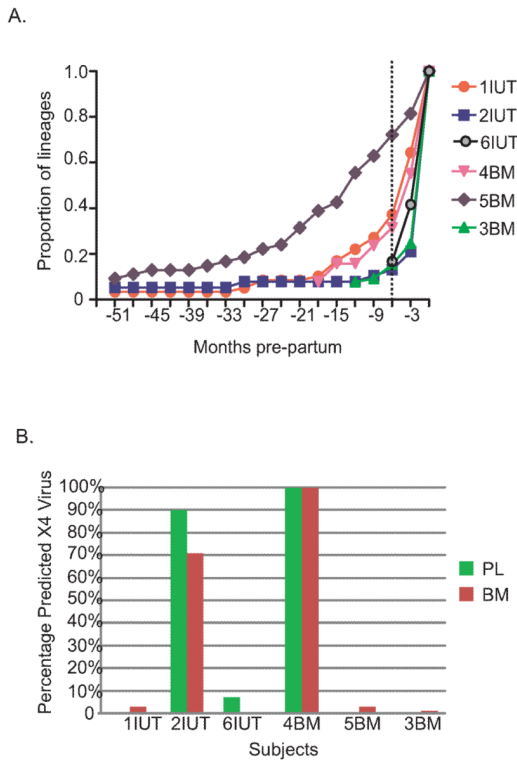 A.
Proportion of lineages
1.0
0.8
0.6
0.4
0.2
0
-51 -45 -39 -33 -27 -21 -15 -9 -3
Months pre-partum
1IUT
2IUT
6IUT
4BM
5BM
3BM
B.
Percentage Predicted X4 Virus
100%
90%
80%
70%
60%
50%
40%
30%
20%
10%
0
1IUT 2IUT 6IUT 4BM 5BM 3BM
Subjects
PL
BM